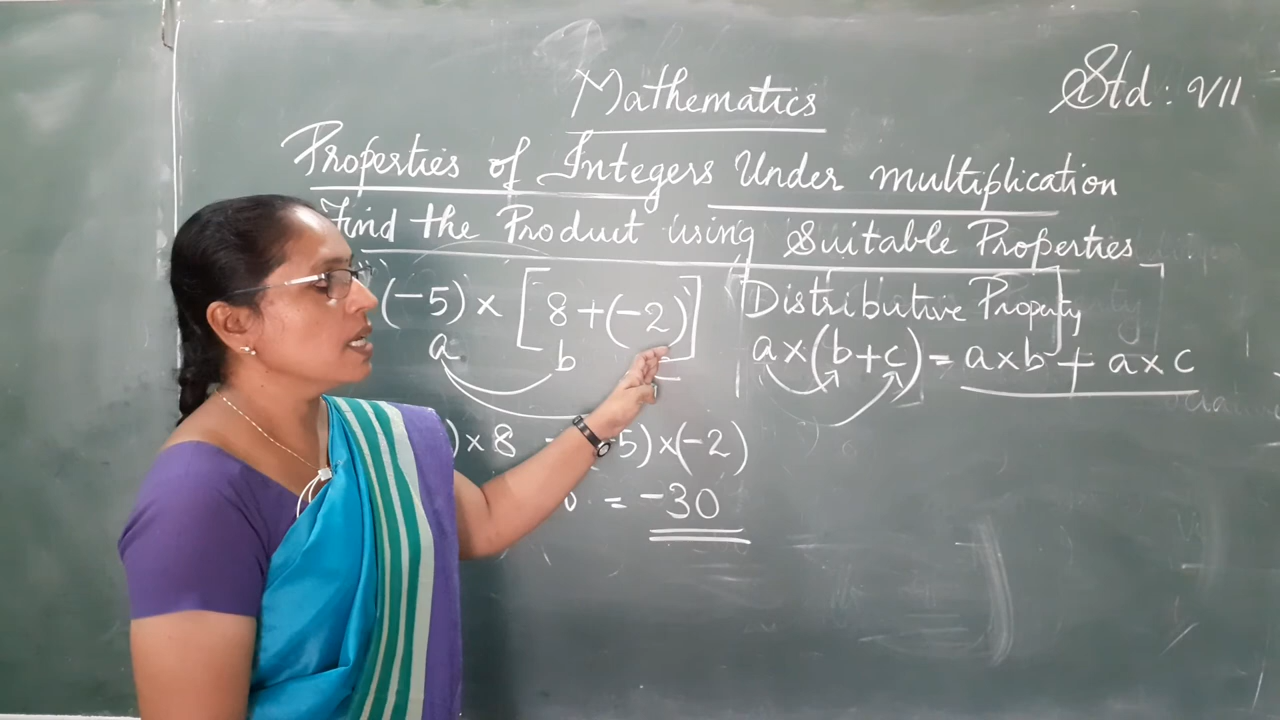 Mathematics
Std: VII
Properties of Integers Under multiplication
Find the Product using Suitable Properties
(-5) × [8 + (-2)]
a b
Distributive Property
a × (b + c) = a × b + a × c
) × 8 -5) × (-2)
0 = -30